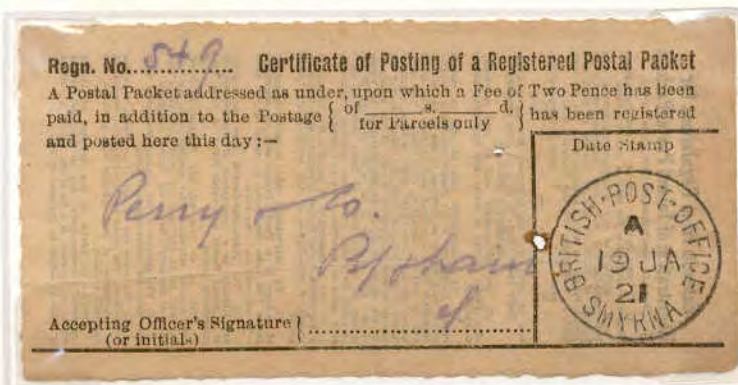 Regn. No. 549 Certificate of Posting of a Registered Postal Packet
A Postal Packet addressed as under, upon which a Fee of Two Pence has been
paid, in addition to the Postage { of ______s.______d. } has been registered
for Parcels only
and posted here this day :—
Date Stamp
Perry & Co.
BRITISH·POST·OFFICE
A
19 JA
21
SMYRNA
Accepting Officer's Signature }
(or initials)